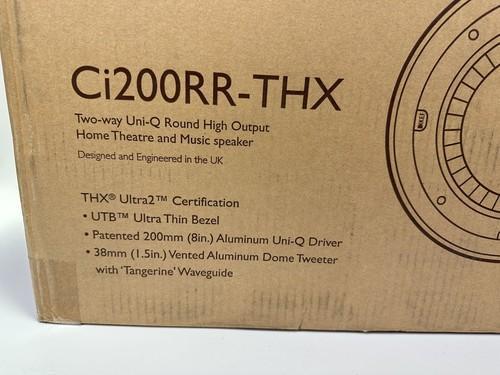 Ci200RR-THX
Two-way Uni-Q Round High Output
Home Theatre and Music speaker
Designed and Engineered in the UK
THX® Ultra2™ Certification
• UTB™ Ultra Thin Bezel
• Patented 200mm (8in.) Aluminum Uni-Q Driver
• 38mm (1.5in.) Vented Aluminum Dome Tweeter
with ‘Tangerine’ Waveguide
KEF